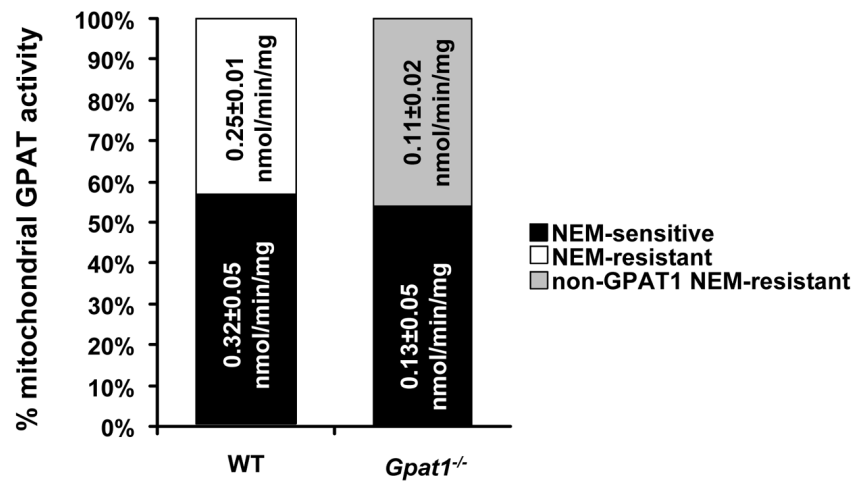 % mitochondrial GPAT activity
100%
90%
80%
70%
60%
50%
40%
30%
20%
10%
0%
0.25±0.01
nmol/min/mg
0.32±0.05
nmol/min/mg
0.11±0.02
nmol/min/mg
0.13±0.05
nmol/min/mg
WT
Gpat1-/-
NEM-sensitive
NEM-resistant
non-GPAT1 NEM-resistant